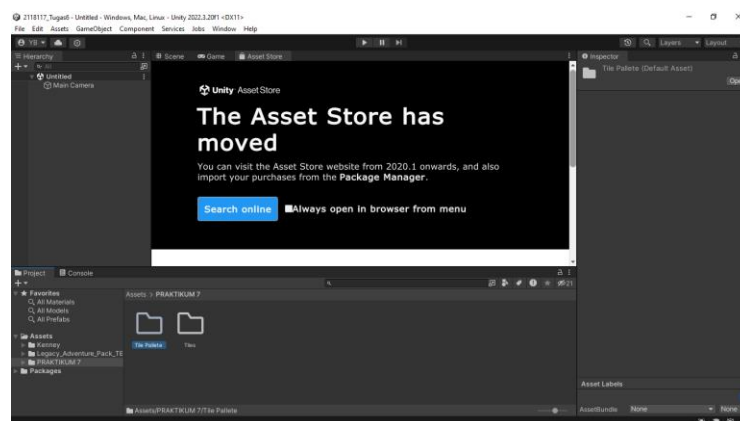 2118117_Tugas6 - Untitled - Windows, Mac, Linux - Unity 2022.3.20f1 <DX11>
File Edit Assets GameObject Component Services Jobs Window Help
Layers Layout
Hierarchy Scene Game Asset Store Inspector
All
Untitled
Main Camera
Tile Pallete (Default Asset)
Open
Unity Asset Store
The Asset Store has
moved
You can visit the Asset Store website from 2020.1 onwards, and also
import your purchases from the Package Manager.
Search online Always open in browser from menu
Project Console
21
Favorites
All Materials
All Models
All Prefabs
Assets
Kenney
Legacy_Adventure_Pack_TE
PRAKTIKUM 7
Packages
Assets > PRAKTIKUM 7
Tile Pallete Tiles
Assets/PRAKTIKUM 7/Tile Pallete
Asset Labels
AssetBundle None None